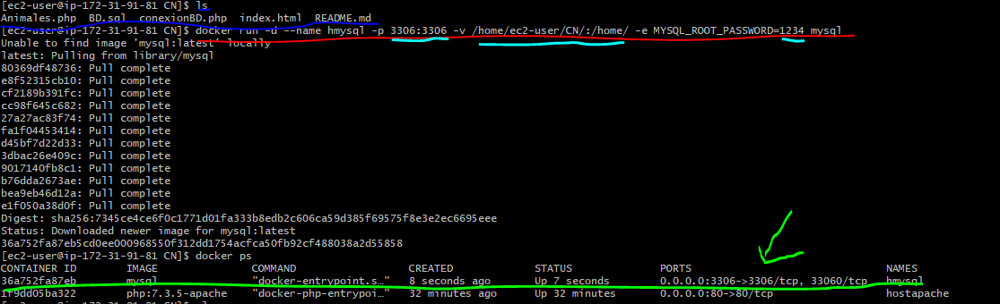 [ec2-user@ip-172-31-91-81 CN]$ ls
Animales.php BD.sql conexionBD.php index.html README.md
[ec2-user@ip-172-31-91-81 CN]$ docker run -d --name hmysql -p 3306:3306 -v /home/ec2-user/CN/:/home/ -e MYSQL_ROOT_PASSWORD=1234 mysql
Unable to find image 'mysql:latest' locally
latest: Pulling from library/mysql
80369df48736: Pull complete
e8f52315cb10: Pull complete
cf2189b391fc: Pull complete
cc98f645c682: Pull complete
27a27ac83f74: Pull complete
fa1f04453414: Pull complete
d45bf7d22d33: Pull complete
3dbac26e409c: Pull complete
9017140fb8c1: Pull complete
b76dda2673ae: Pull complete
bea9eb46d12a: Pull complete
e1f050a38d0f: Pull complete
Digest: sha256:7345ce4ce6f0c1771d01fa333b8edb2c606ca59d385f69575f8e3e2ec6695eee
Status: Downloaded newer image for mysql:latest
36a752fa87eb5cd0ee000968550f312dd1754acfca50fb92cf488038a2d55858
[ec2-user@ip-172-31-91-81 CN]$ docker ps
CONTAINER ID IMAGE COMMAND CREATED STATUS PORTS NAMES
36a752fa87eb mysql "docker-entrypoint.s…" 8 seconds ago Up 7 seconds 0.0.0.0:3306->3306/tcp, 33060/tcp hmysql
1f9dd05ba322 php:7.3.5-apache "docker-php-entrypoi…" 32 minutes ago Up 32 minutes 0.0.0.0:80->80/tcp hostapache